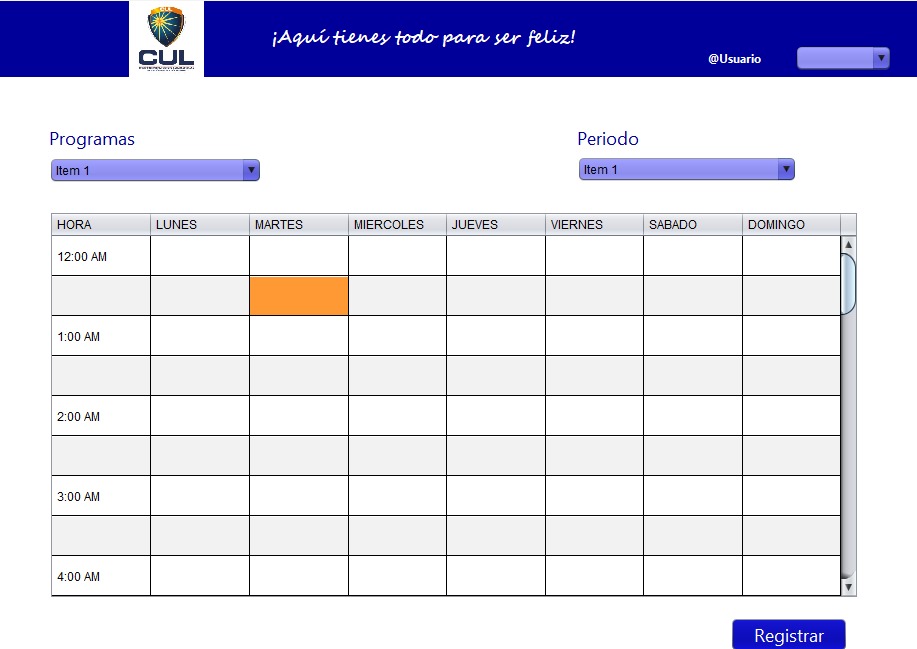 CUL
¡Aquí tienes todo para ser feliz!
@Usuario
Programas
Periodo
Item 1
Item 1
HORA LUNES MARTES MIERCOLES JUEVES VIERNES SABADO DOMINGO
12:00 AM
1:00 AM
2:00 AM
3:00 AM
4:00 AM
Registrar